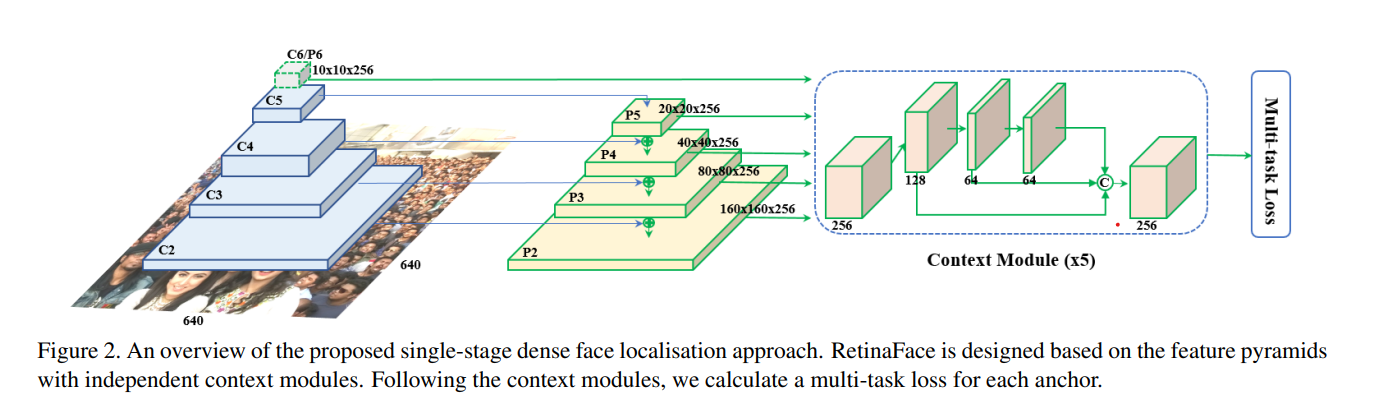 C6/P6
10x10x256
C5
C4
C3
C2
640
640
P5
20x20x256
P4
40x40x256
P3
80x80x256
P2
160x160x256
256
128
64
64
C
256
Context Module (x5)
Multi-task Loss
Figure 2. An overview of the proposed single-stage dense face localisation approach. RetinaFace is designed based on the feature pyramids
with independent context modules. Following the context modules, we calculate a multi-task loss for each anchor.